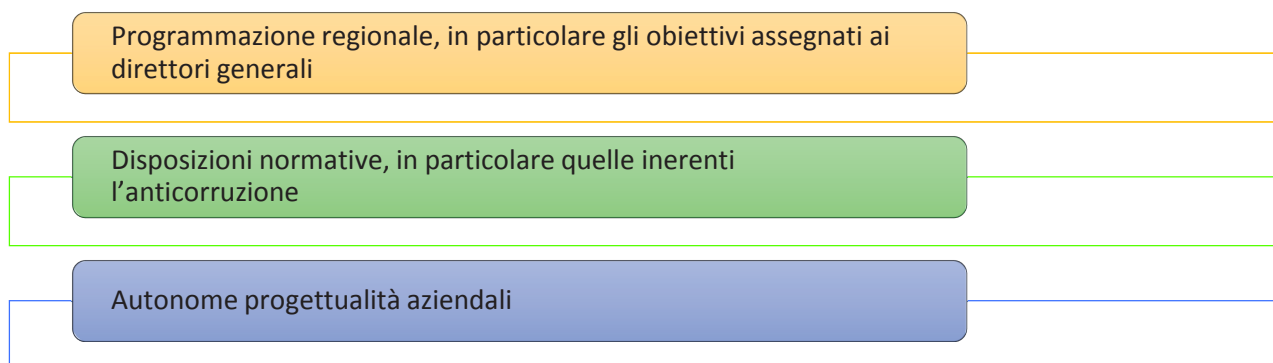 Programmazione regionale, in particolare gli obiettivi assegnati ai
direttori generali
Disposizioni normative, in particolare quelle inerenti
l’anticorruzione
Autonome progettualità aziendali